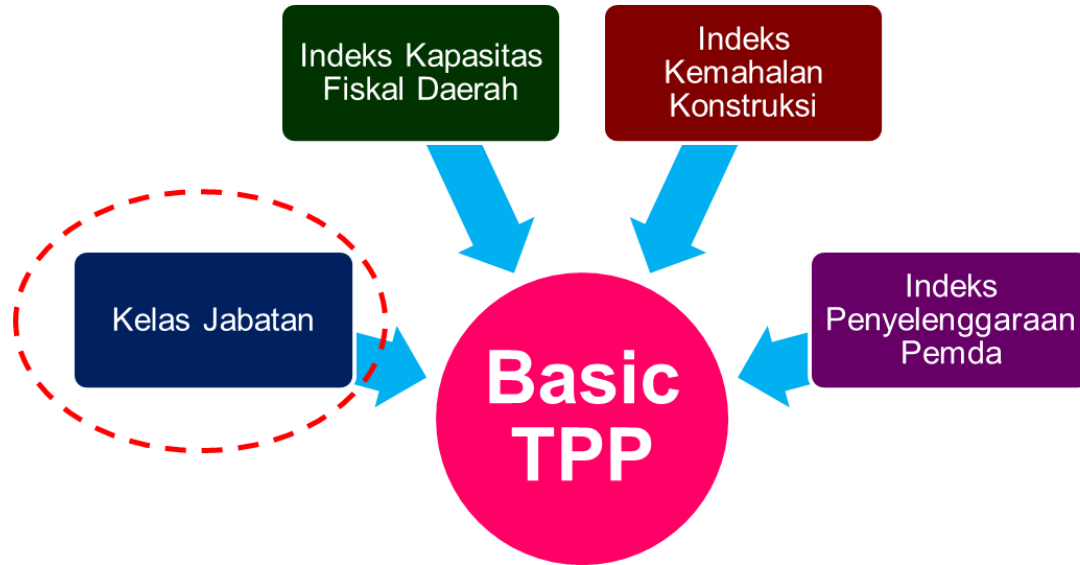 Indeks Kapasitas
Fiskal Daerah
Indeks
Kemahalan
Konstruksi
Kelas Jabatan
Indeks
Penyelenggaraan
Pemda
Basic
TPP